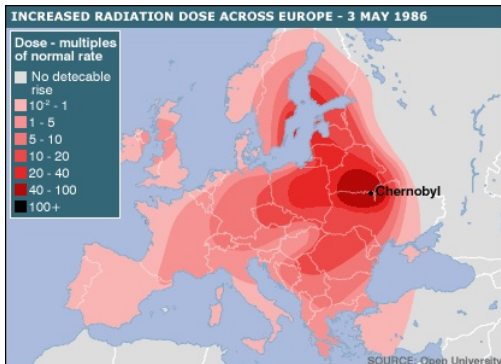 INCREASED RADIATION DOSE ACROSS EUROPE - 3 MAY 1986
Dose - multiples
of normal rate
No detecable
rise
10-² - 1
1 - 5
5 - 10
10 - 20
20 - 40
40 - 100
100+
Chernobyl
SOURCE: Open University